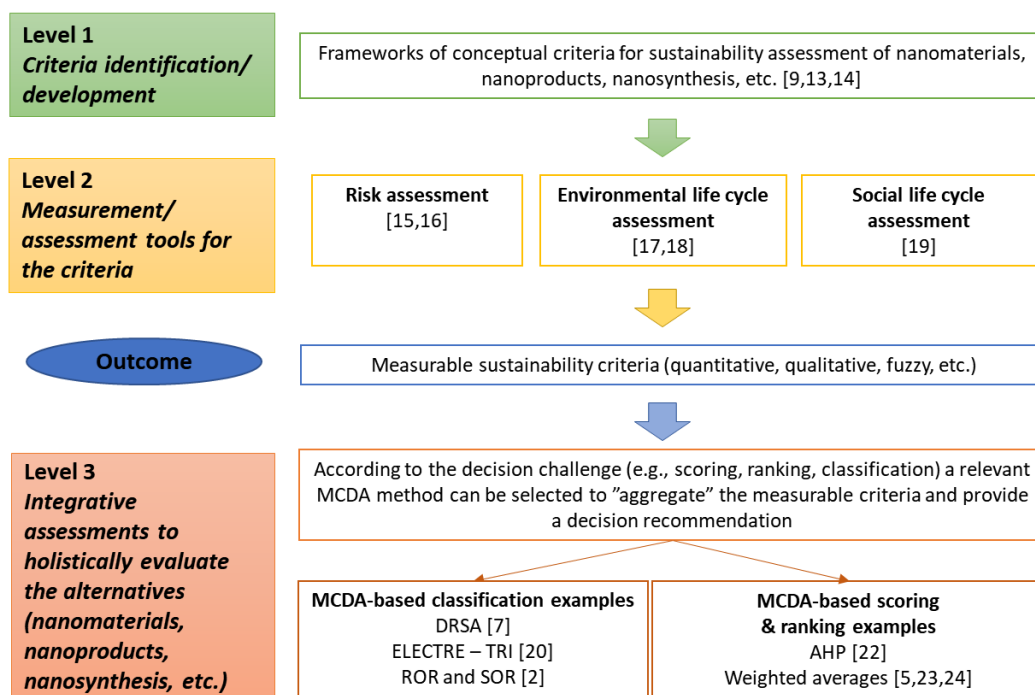 Level 1
Criteria identification/
development
Frameworks of conceptual criteria for sustainability assessment of nanomaterials,
nanoproducts, nanosynthesis, etc. [9,13,14]
Level 2
Measurement/
assessment tools for
the criteria
Risk assessment
[15,16]
Environmental life cycle
assessment
[17,18]
Social life cycle
assessment
[19]
Outcome
Measurable sustainability criteria (quantitative, qualitative, fuzzy, etc.)
Level 3
Integrative
assessments to
holistically evaluate
the alternatives
(nanomaterials,
nanoproducts,
nanosynthesis, etc.)
According to the decision challenge (e.g., scoring, ranking, classification) a relevant
MCDA method can be selected to ”aggregate” the measurable criteria and provide
a decision recommendation
MCDA-based classification examples
DRSA [7]
ELECTRE – TRI [20]
ROR and SOR [2]
MCDA-based scoring
& ranking examples
AHP [22]
Weighted averages [5,23,24]